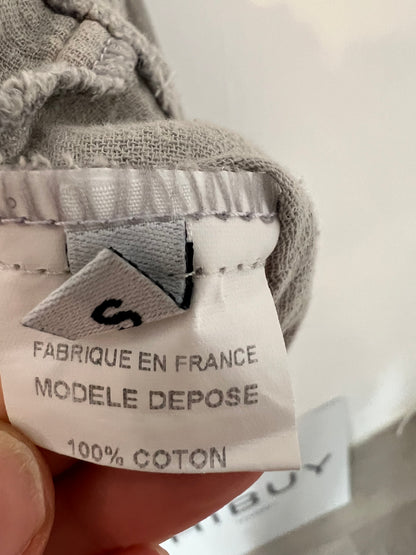 S
FABRIQUE EN FRANCE
MODELE DEPOSE
100% COTON